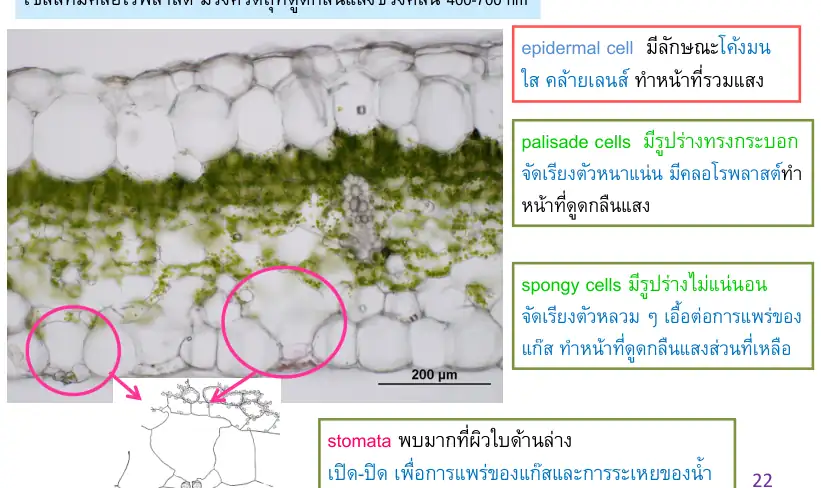 400-700 nm
epidermal cell มีลักษณะโค้งมน
ใส คล้ายเลนส์ ทำหน้าที่รวมแสง
palisade cells มีรูปร่างทรงกระบอก
จัดเรียงตัวหนาแน่น มีคลอโรพลาสต์ทำ
หน้าที่ดูดกลืนแสง
spongy cells มีรูปร่างไม่แน่นอน
จัดเรียงตัวหลวม ๆ เอื้อต่อการแพร่ของ
แก๊ส ทำหน้าที่ดูดกลืนแสงส่วนที่เหลือ
200 µm
stomata พบมากที่ผิวใบด้านล่าง
เปิด-ปิด เพื่อการแพร่ของแก๊สและการระเหยของน้ำ
22